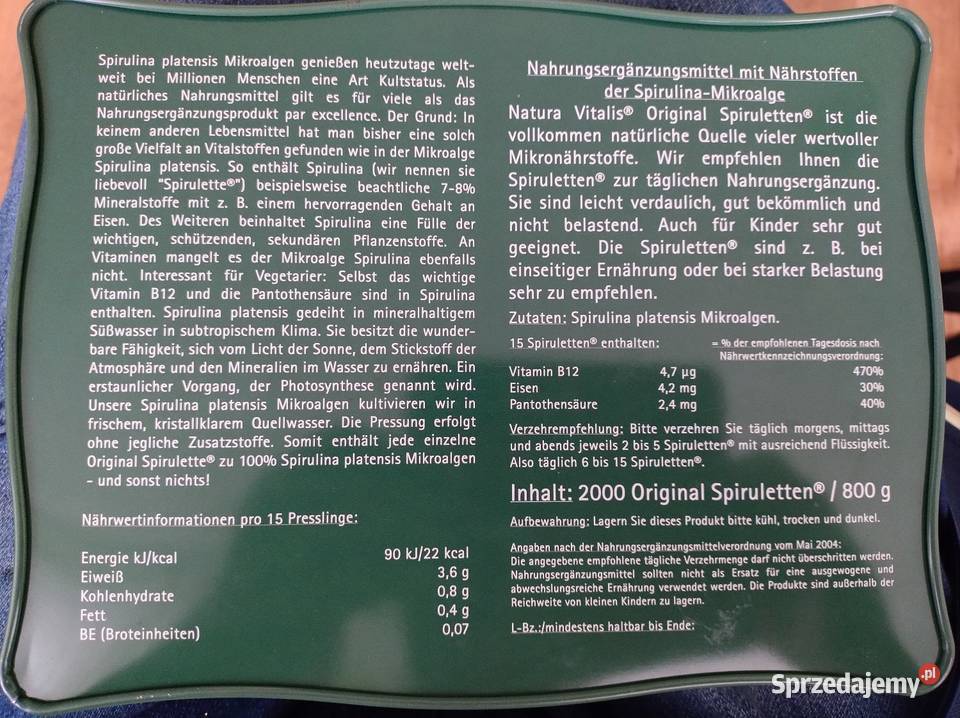 Spirulina platensis Mikroalgen genießen heutzutage welt-
weit bei Millionen Menschen eine Art Kultstatus. Als
natürliches Nahrungsmittel gilt es für viele als das
Nahrungsergänzungsprodukt par excellence. Der Grund: In
keinem anderen Lebensmittel hat man bisher eine solch
große Vielfalt an Vitalstoffen gefunden wie in der Mikroalge
Spirulina platensis. So enthält Spirulina (wir nennen sie
liebevoll "Spirulette®") beispielsweise beachtliche 7-8%
Mineralstoffe mit z. B. einem hervorragenden Gehalt an
Eisen. Des Weiteren beinhaltet Spirulina eine Fülle der
wichtigen, schützenden, sekundären Pflanzenstoffe. An
Vitaminen mangelt es der Mikroalge Spirulina ebenfalls
nicht. Interessant für Vegetarier: Selbst das wichtige
Vitamin B12 und die Pantothensäure sind in Spirulina
enthalten. Spirulina platensis gedeiht in mineralhaltigem
Süßwasser in subtropischem Klima. Sie besitzt die wunder-
bare Fähigkeit, sich vom Licht der Sonne, dem Stickstoff der
Atmosphäre und den Mineralien im Wasser zu ernähren. Ein
erstaunlicher Vorgang, der Photosynthese genannt wird.
Unsere Spirulina platensis Mikroalgen kultivieren wir in
frischem, kristallklarem Quellwasser. Die Pressung erfolgt
ohne jegliche Zusatzstoffe. Somit enthält jede einzelne
Original Spirulette® zu 100% Spirulina platensis Mikroalgen
- und sonst nichts!
Nährwertinformationen pro 15 Presslinge:
Energie kJ/kcal 90 kJ/22 kcal
Eiweiß 3,6 g
Kohlenhydrate 0,8 g
Fett 0,4 g
BE (Broteinheiten) 0,07
Nahrungsergänzungsmittel mit Nährstoffen
der Spirulina-Mikroalge
Natura Vitalis® Original Spiruletten® ist die
vollkommen natürliche Quelle vieler wertvoller
Mikronährstoffe. Wir empfehlen Ihnen die
Spiruletten® zur täglichen Nahrungsergänzung.
Sie sind leicht verdaulich, gut bekömmlich und
nicht belastend. Auch für Kinder sehr gut
geeignet. Die Spiruletten® sind z. B. bei
einseitiger Ernährung oder bei starker Belastung
sehr zu empfehlen.
Zutaten: Spirulina platensis Mikroalgen.
15 Spiruletten® enthalten: = % der empfohlenen Tagesdosis nach
Nährwertkennzeichnungsverordnung:
Vitamin B12 4,7 µg 470%
Eisen 4,2 mg 30%
Pantothensäure 2,4 mg 40%
Verzehrempfehlung: Bitte verzehren Sie täglich morgens, mittags
und abends jeweils 2 bis 5 Spiruletten® mit ausreichend Flüssigkeit.
Also täglich 6 bis 15 Spiruletten®.
Inhalt: 2000 Original Spiruletten® / 800 g
Aufbewahrung: Lagern Sie dieses Produkt bitte kühl, trocken und dunkel.
Angaben nach der Nahrungsergänzungsmittelverordnung vom Mai 2004:
Die angegebene empfohlene tägliche Verzehrmenge darf nicht überschritten werden.
Nahrungsergänzungsmittel sollten nicht als Ersatz für eine ausgewogene und
abwechslungsreiche Ernährung verwendet werden. Die Produkte sind außerhalb der
Reichweite von kleinen Kindern zu lagern.
L-Bz.:/mindestens haltbar bis Ende:
Sprzedajemy.pl